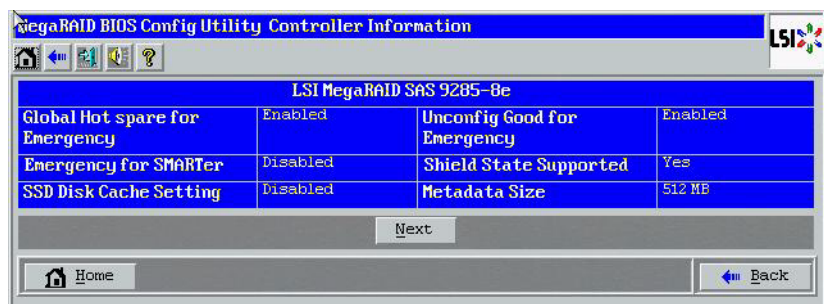 MegaRAID BIOS Config Utility Controller Information
LSI
?
LSI MegaRAID SAS 9285-8e
Global Hot spare for Emergency Enabled Unconfig Good for Emergency Enabled
Emergency for SMARTer Disabled Shield State Supported Yes
SSD Disk Cache Setting Disabled Metadata Size 512 MB
Next
Home Back